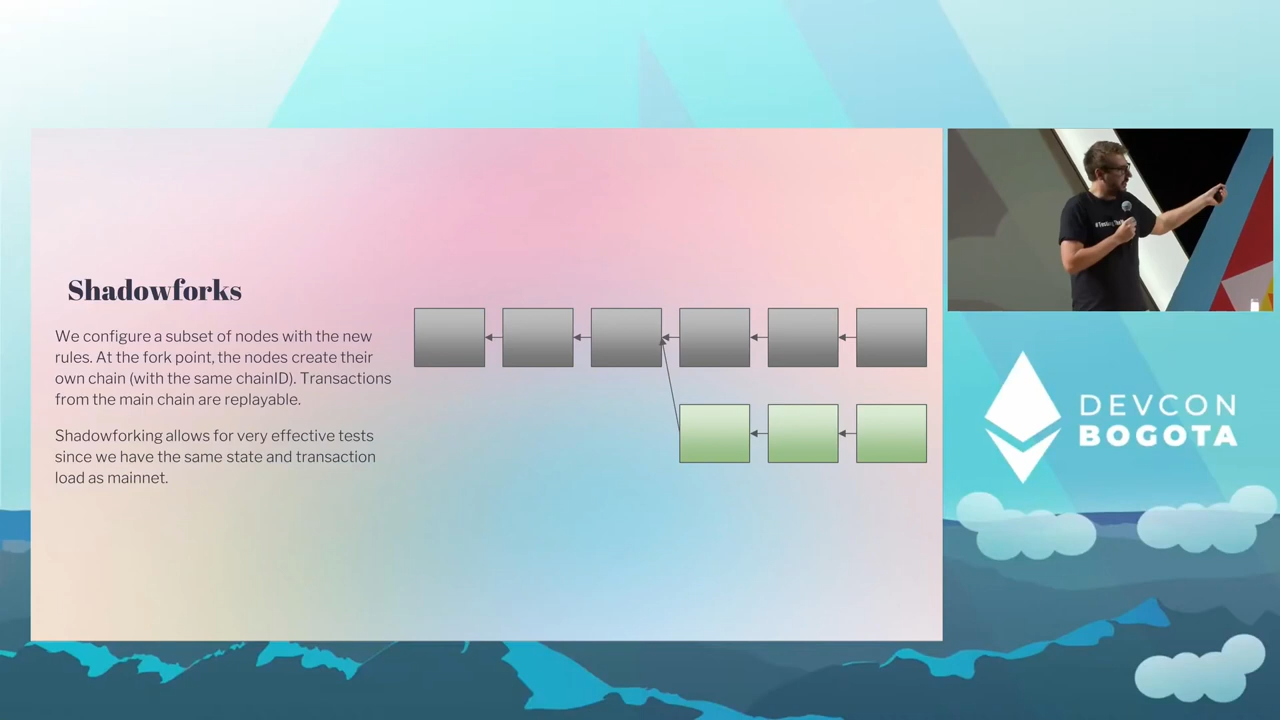 Shadowforks
We configure a subset of nodes with the new
rules. At the fork point, the nodes create their
own chain (with the same chainID). Transactions
from the main chain are replayable.
Shadowforking allows for very effective tests
since we have the same state and transaction
load as mainnet.
DEVCON
BOGOTA